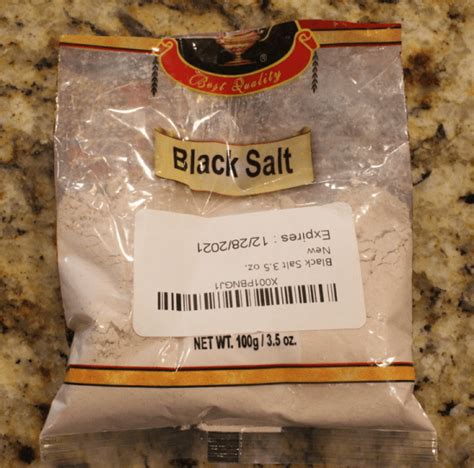 ®
Best Quality
Black Salt
X001PBNGJ1
Black Salt 3.5 oz.
New
Expires : 12/28/2021
NET WT. 100g / 3.5 oz.